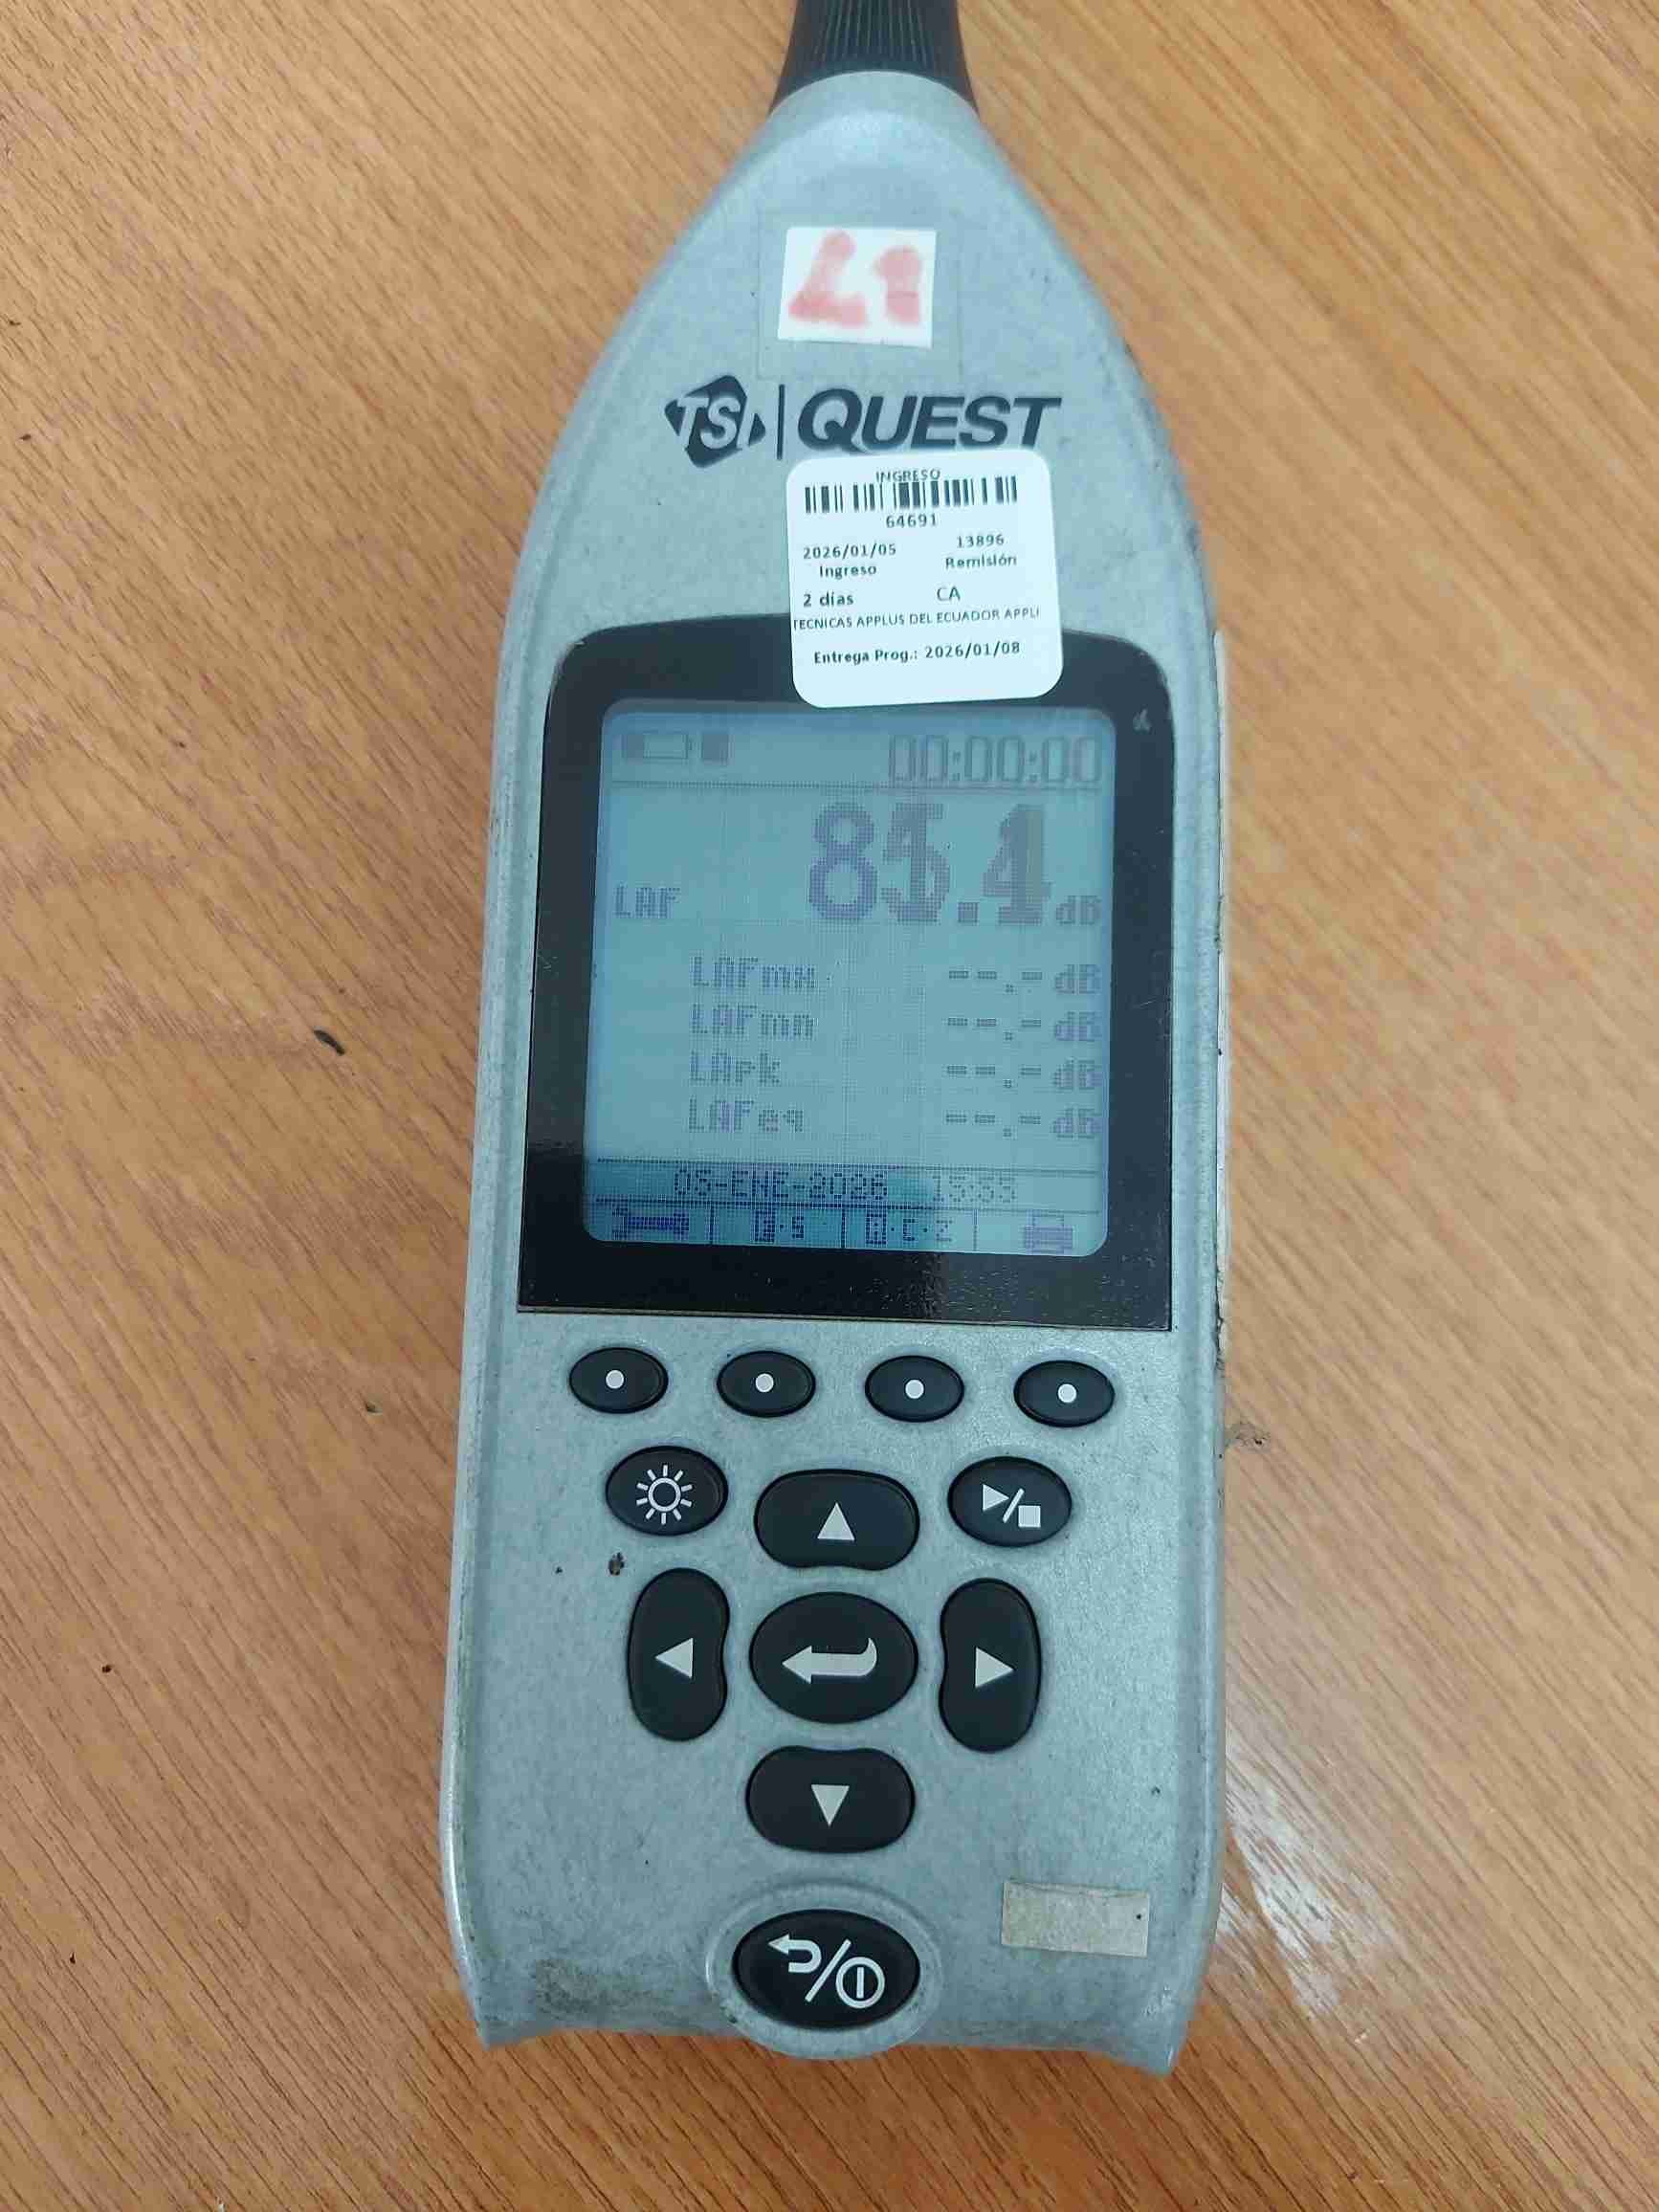 TSI QUEST
INGRESO
64691
2026/01/05 13896
Ingreso Remisión
2 días CA
TECNICAS APPLUS DEL ECUADOR APPLI
Entrega Prog.: 2026/01/08
00:00:00
LAF dB
LAFmx --.- dB
LAFmn --.- dB
LApk --.- dB
LAFeq --.- dB
05-ENE-2026 15:55
F·S A·C·Z